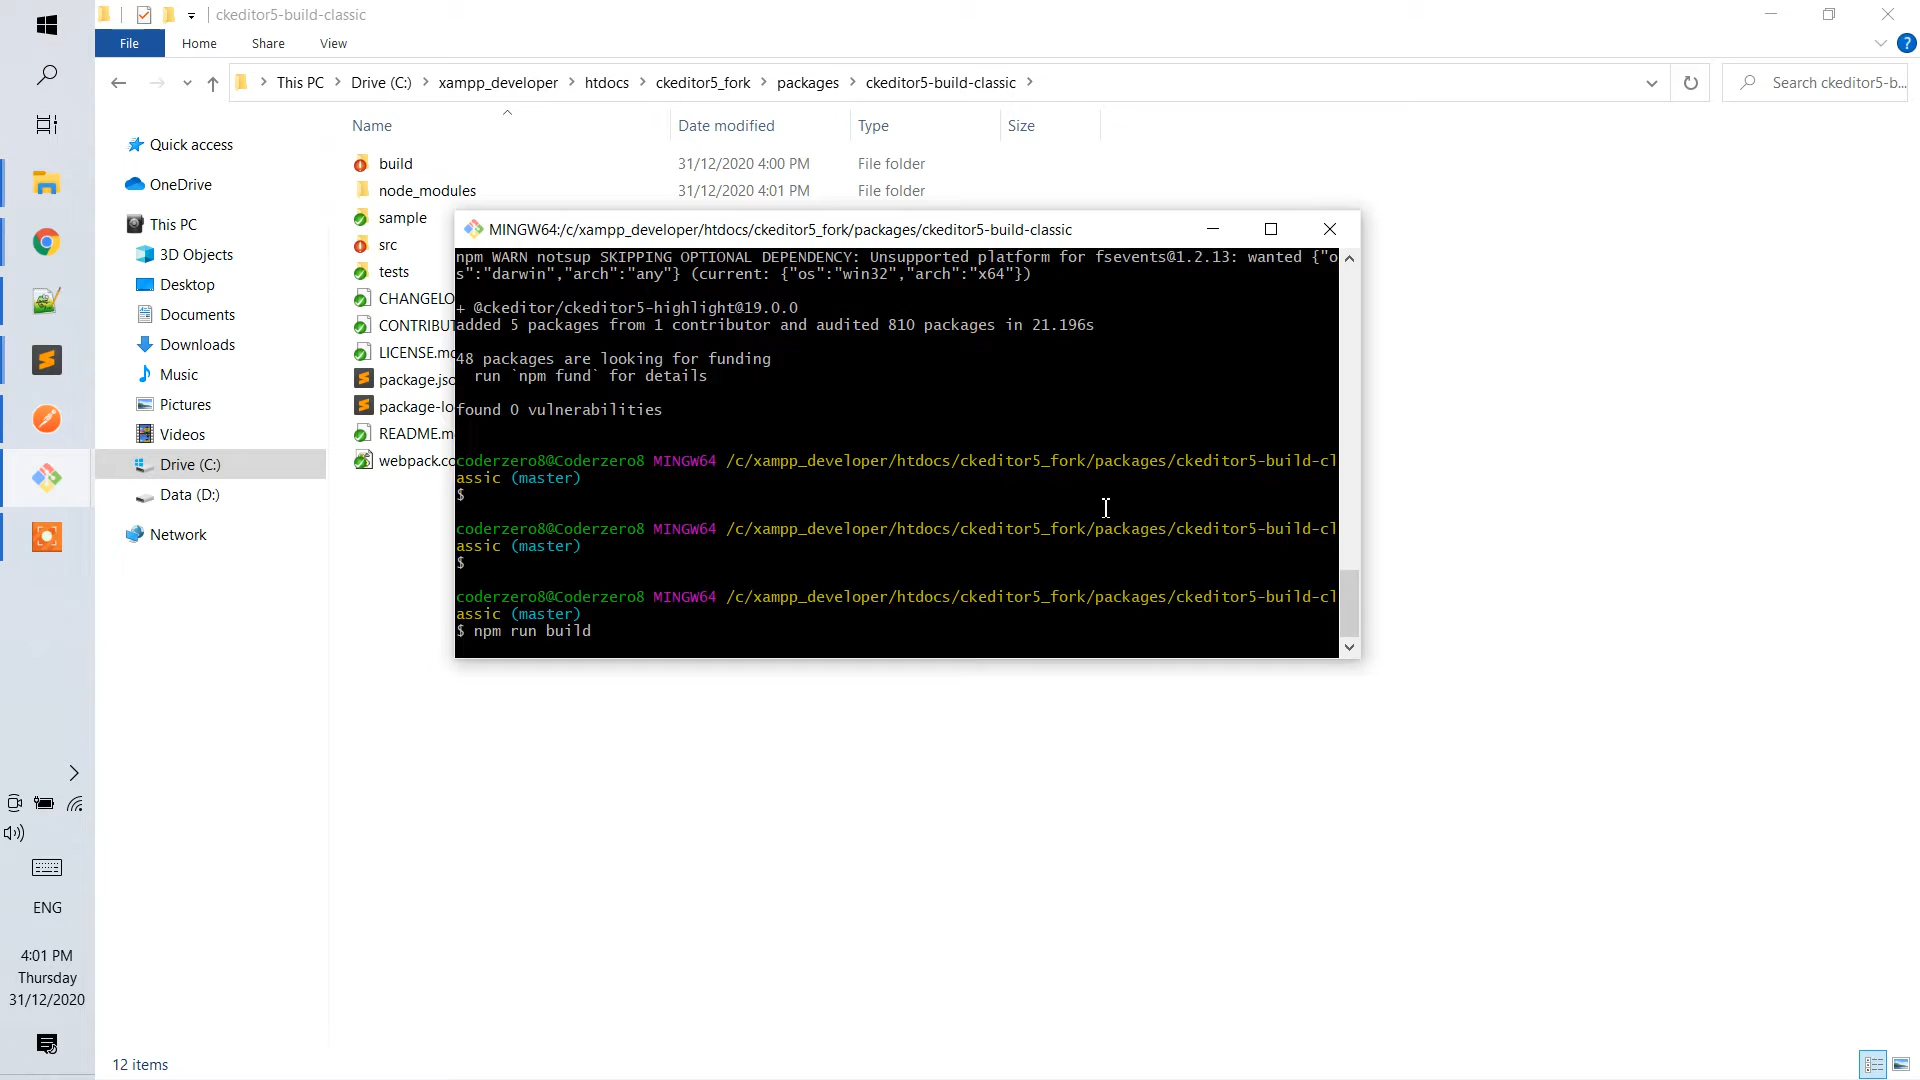 ckeditor5-build-classic
File
Home
Share
View
This PC
Drive (C:)
xampp_developer
htdocs
ckeditor5_fork
packages
ckeditor5-build-classic
Search ckeditor5-b...
Name
Date modified
Type
Size
Quick access
OneDrive
This PC
3D Objects
Desktop
Documents
Downloads
Music
Pictures
Videos
Drive (C:)
Data (D:)
Network
build 31/12/2020 4:00 PM File folder
node_modules 31/12/2020 4:01 PM File folder
sample
src
tests
CHANGELO
CONTRIBUT
LICENSE.mc
package.jsc
package-lo
README.m
webpack.cc
MINGW64:/c/xampp_developer/htdocs/ckeditor5_fork/packages/ckeditor5-build-classic
npm WARN notsup SKIPPING OPTIONAL DEPENDENCY: Unsupported platform for fsevents@1.2.13: wanted {"o
s":"darwin","arch":"any"} (current: {"os":"win32","arch":"x64"})
+ @ckeditor/ckeditor5-highlight@19.0.0
added 5 packages from 1 contributor and audited 810 packages in 21.196s
48 packages are looking for funding
run `npm fund` for details
found 0 vulnerabilities
coderzero8@Coderzero8 MINGW64 /c/xampp_developer/htdocs/ckeditor5_fork/packages/ckeditor5-build-cl
assic (master)
$
coderzero8@Coderzero8 MINGW64 /c/xampp_developer/htdocs/ckeditor5_fork/packages/ckeditor5-build-cl
assic (master)
$
coderzero8@Coderzero8 MINGW64 /c/xampp_developer/htdocs/ckeditor5_fork/packages/ckeditor5-build-cl
assic (master)
$ npm run build
ENG
4:01 PM
Thursday
31/12/2020
12 items